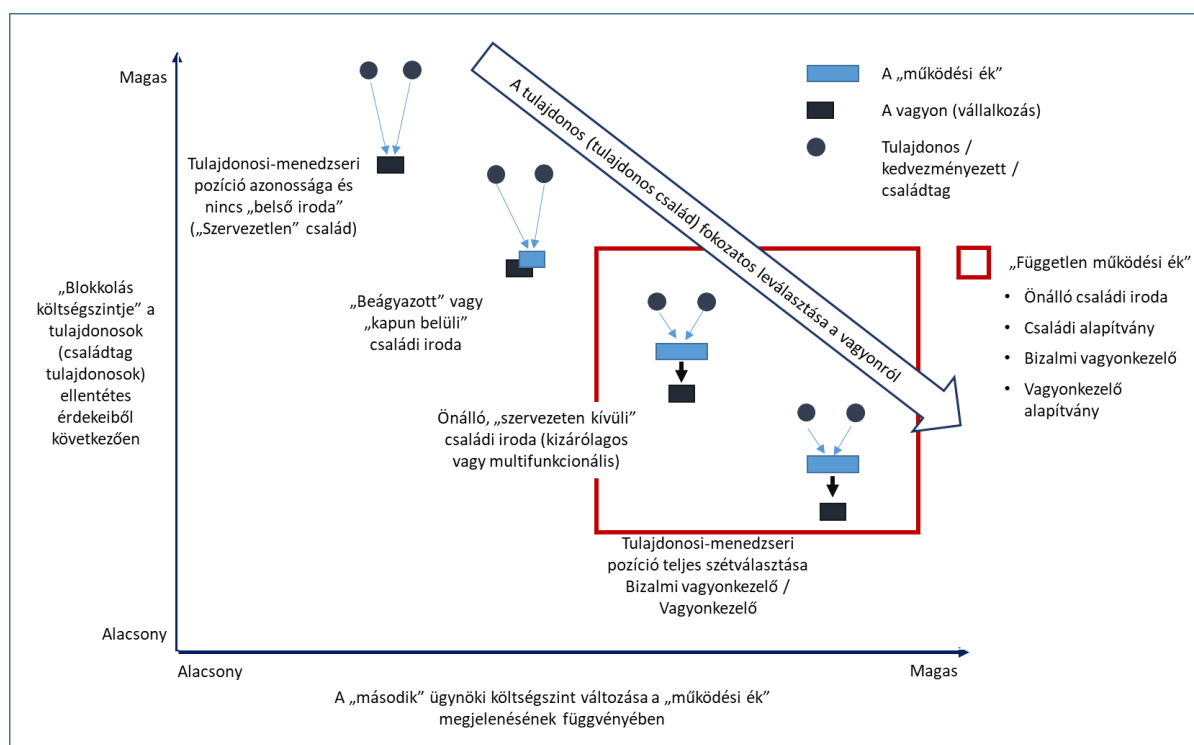 Magas
A „működési ék”
A vagyon (vállalkozás)
Tulajdonos /
kedvezményezett /
családtag
A tulajdonos (tulajdonos család) fokozatos leválasztása a vagyonról
Tulajdonosi-menedzseri
pozíció azonossága és
nincs „belső iroda”
(„Szervezetlen” család)
„Beágyazott” vagy
„kapun belüli”
családi iroda
„Független működési ék”
• Önálló családi iroda
• Családi alapítvány
• Bizalmi vagyonkezelő
• Vagyonkezelő
alapítvány
„Blokkolás
költségszintje” a
tulajdonosok
(családtag
tulajdonosok)
ellentétes
érdekeiből
következően
Önálló, „szervezeten kívüli”
családi iroda (kizárólagos
vagy multifunkcionális)
Tulajdonosi-menedzseri
pozíció teljes szétválasztása
Bizalmi vagyonkezelő /
Vagyonkezelő
Alacsony
Alacsony
Magas
A „második” ügynöki költségszint változása a „működési ék”
megjelenésének függvényében